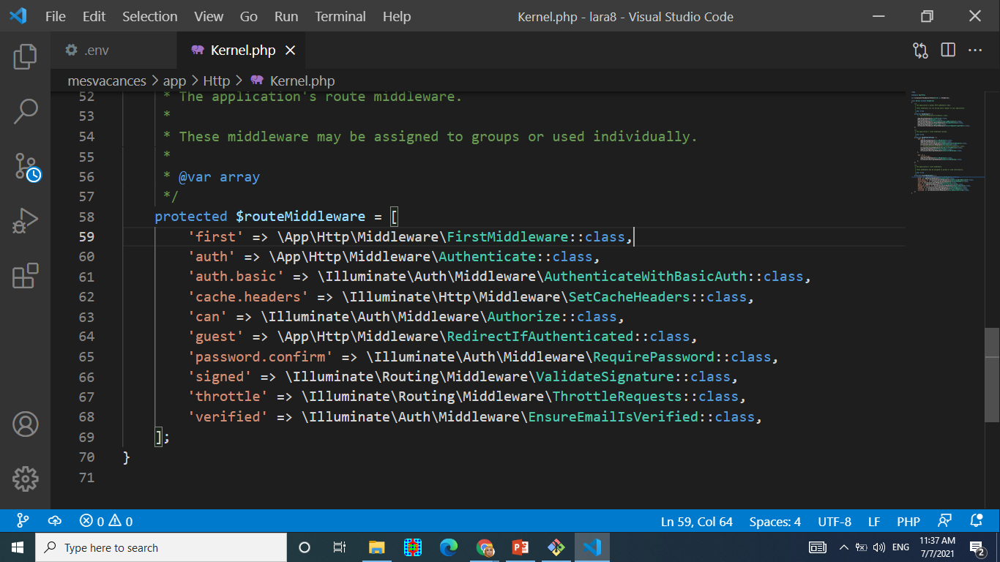 File Edit Selection View Go Run Terminal Help Kernel.php - lara8 - Visual Studio Code
.env Kernel.php
mesvacances > app > Http > Kernel.php
52 * The application's route middleware.
53 *
54 * These middleware may be assigned to groups or used individually.
55 *
56 * @var array
57 */
58 protected $routeMiddleware = [
59 'first' => \App\Http\Middleware\FirstMiddleware::class,
60 'auth' => \App\Http\Middleware\Authenticate::class,
61 'auth.basic' => \Illuminate\Auth\Middleware\AuthenticateWithBasicAuth::class,
62 'cache.headers' => \Illuminate\Http\Middleware\SetCacheHeaders::class,
63 'can' => \Illuminate\Auth\Middleware\Authorize::class,
64 'guest' => \App\Http\Middleware\RedirectIfAuthenticated::class,
65 'password.confirm' => \Illuminate\Auth\Middleware\RequirePassword::class,
66 'signed' => \Illuminate\Routing\Middleware\ValidateSignature::class,
67 'throttle' => \Illuminate\Routing\Middleware\ThrottleRequests::class,
68 'verified' => \Illuminate\Auth\Middleware\EnsureEmailIsVerified::class,
69 ];
70 }
71
0 0 Ln 59, Col 64 Spaces: 4 UTF-8 LF PHP
Type here to search ENG 11:37 AM
7/7/2021 2